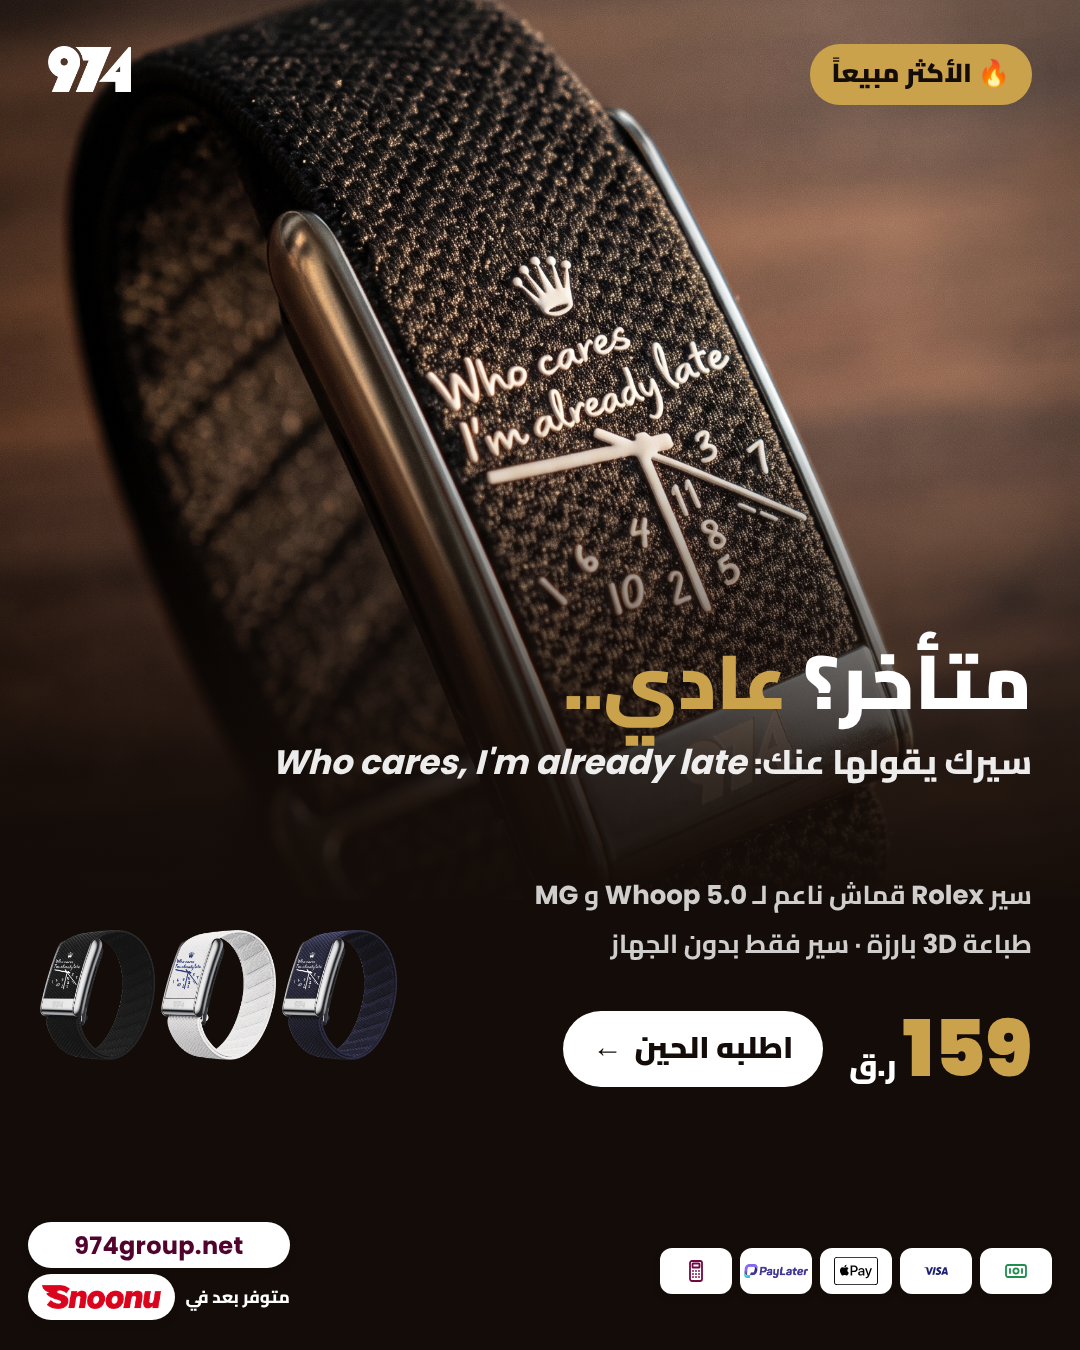 974
🔥 الأكثر مبيعاً
Who cares
I'm already late
3 7
11
4 8
6 5
10 2
متأخر؟ عادي..
سيرك يقولها عنك: Who cares, I'm already late
سير Rolex قماش ناعم لـ Whoop 5.0 و MG
طباعة 3D بارزة · سير فقط بدون الجهاز
159 ر.ق
اطلبه الحين ←
974group.net
متوفر بعد في Snoonu
PayLater
Pay
VISA